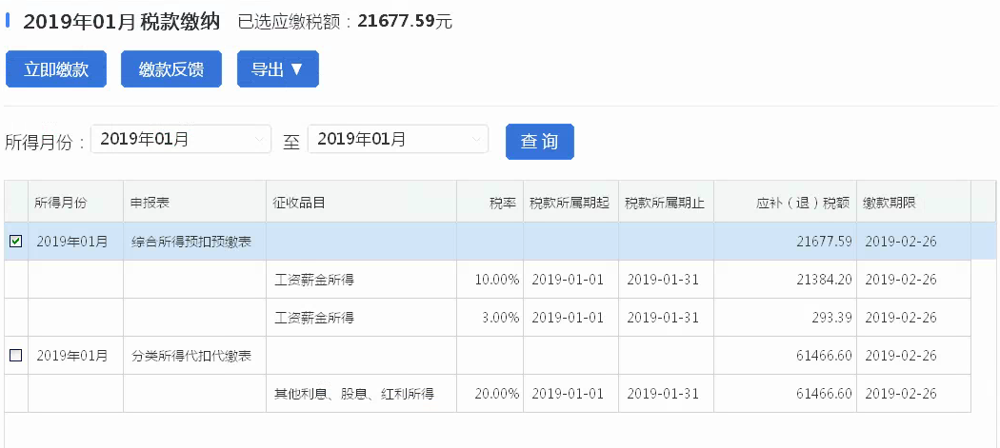 2019年01月 税款缴纳 已选应缴税额：21677.59元
立即缴款 缴款反馈 导出 ▼
所得月份： 2019年01月 至 2019年01月 查 询
所得月份 申报表 征收品目 税率 税款所属期起 税款所属期止 应补（退）税额 缴款期限
2019年01月 综合所得预扣预缴表 21677.59 2019-02-26
工资薪金所得 10.00% 2019-01-01 2019-01-31 21384.20 2019-02-26
工资薪金所得 3.00% 2019-01-01 2019-01-31 293.39 2019-02-26
2019年01月 分类所得代扣代缴表 61466.60 2019-02-26
其他利息、股息、红利所得 20.00% 2019-01-01 2019-01-31 61466.60 2019-02-26